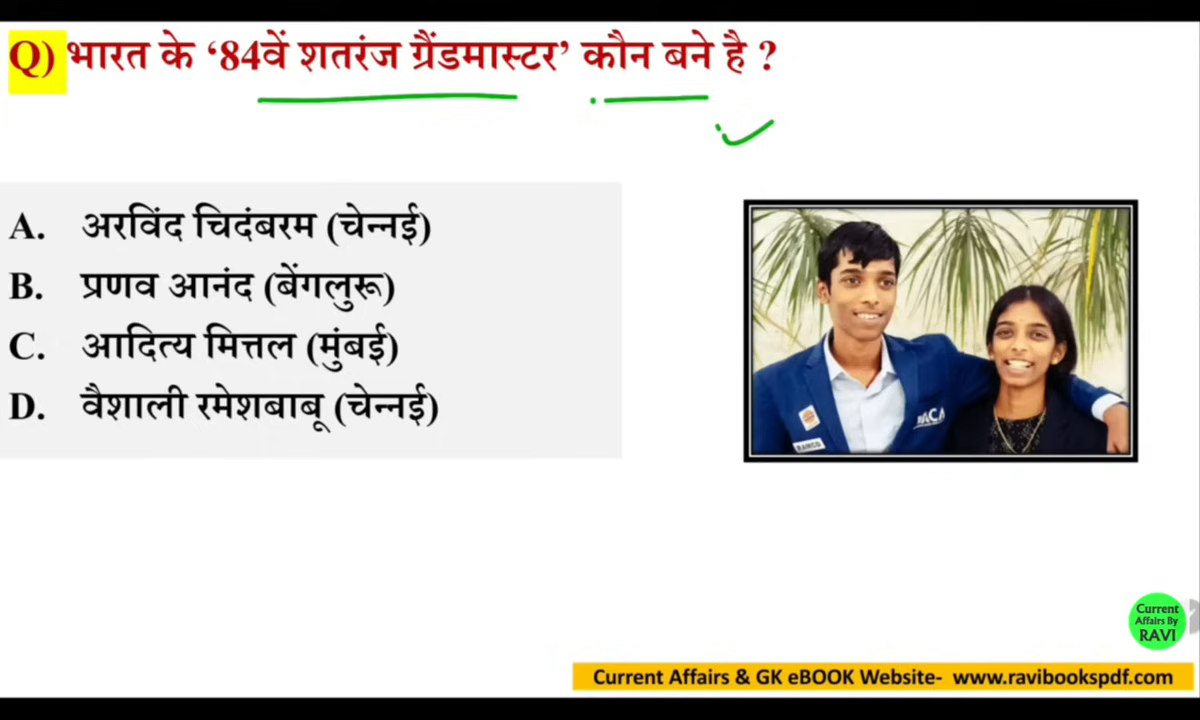 Q) भारत के ‘84वें शतरंज ग्रैंडमास्टर’ कौन बने है ?
A. अरविंद चिदंबरम (चेन्नई)
B. प्रणव आनंद (बेंगलुरू)
C. आदित्य मित्तल (मुंबई)
D. वैशाली रमेशबाबू (चेन्नई)
RAMCO
Current
Affairs By
RAVI
Current Affairs & GK eBOOK Website- www.ravibookspdf.com